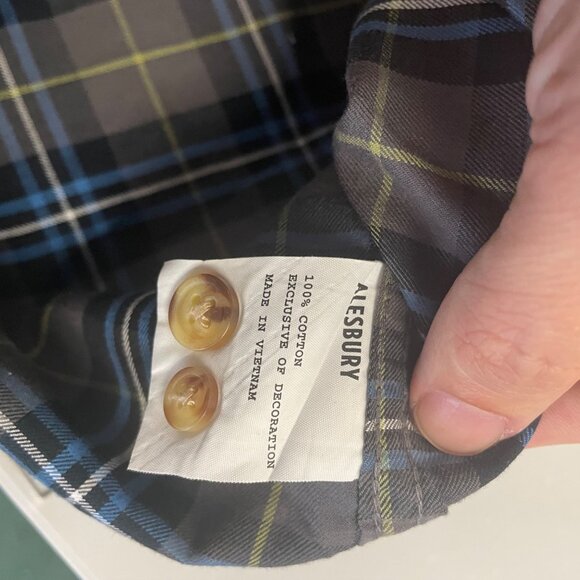 ALESBURY
100% COTTON
EXCLUSIVE OF DECORATION
MADE IN VIETNAM